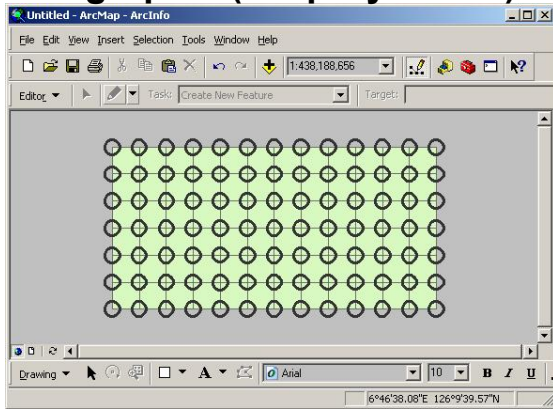 Untitled - ArcMap - ArcInfo
File Edit View Insert Selection Tools Window Help
1:438,188,656
Editor Task: Create New Feature Target:
Drawing A Arial 10 B I U
6°46'38.08"E 126°9'39.57"N